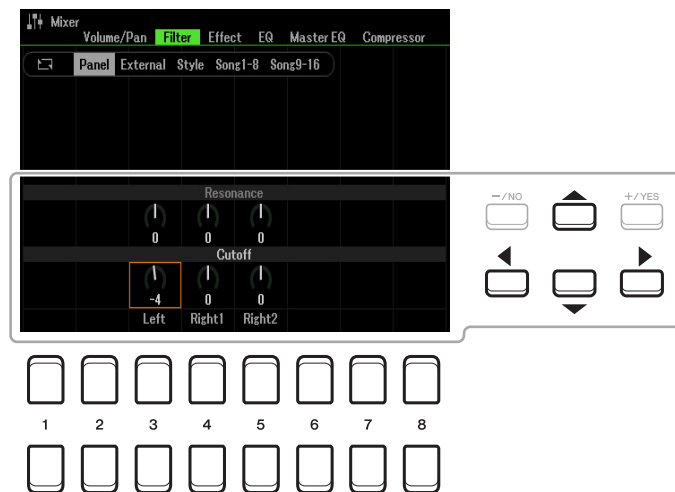 Mixer
Volume/Pan Filter Effect EQ Master EQ Compressor
Panel External Style Song1-8 Song9-16
Resonance
0 0 0
Cutoff
-4 0 0
Left Right1 Right2
−/NO +/YES
1 2 3 4 5 6 7 8